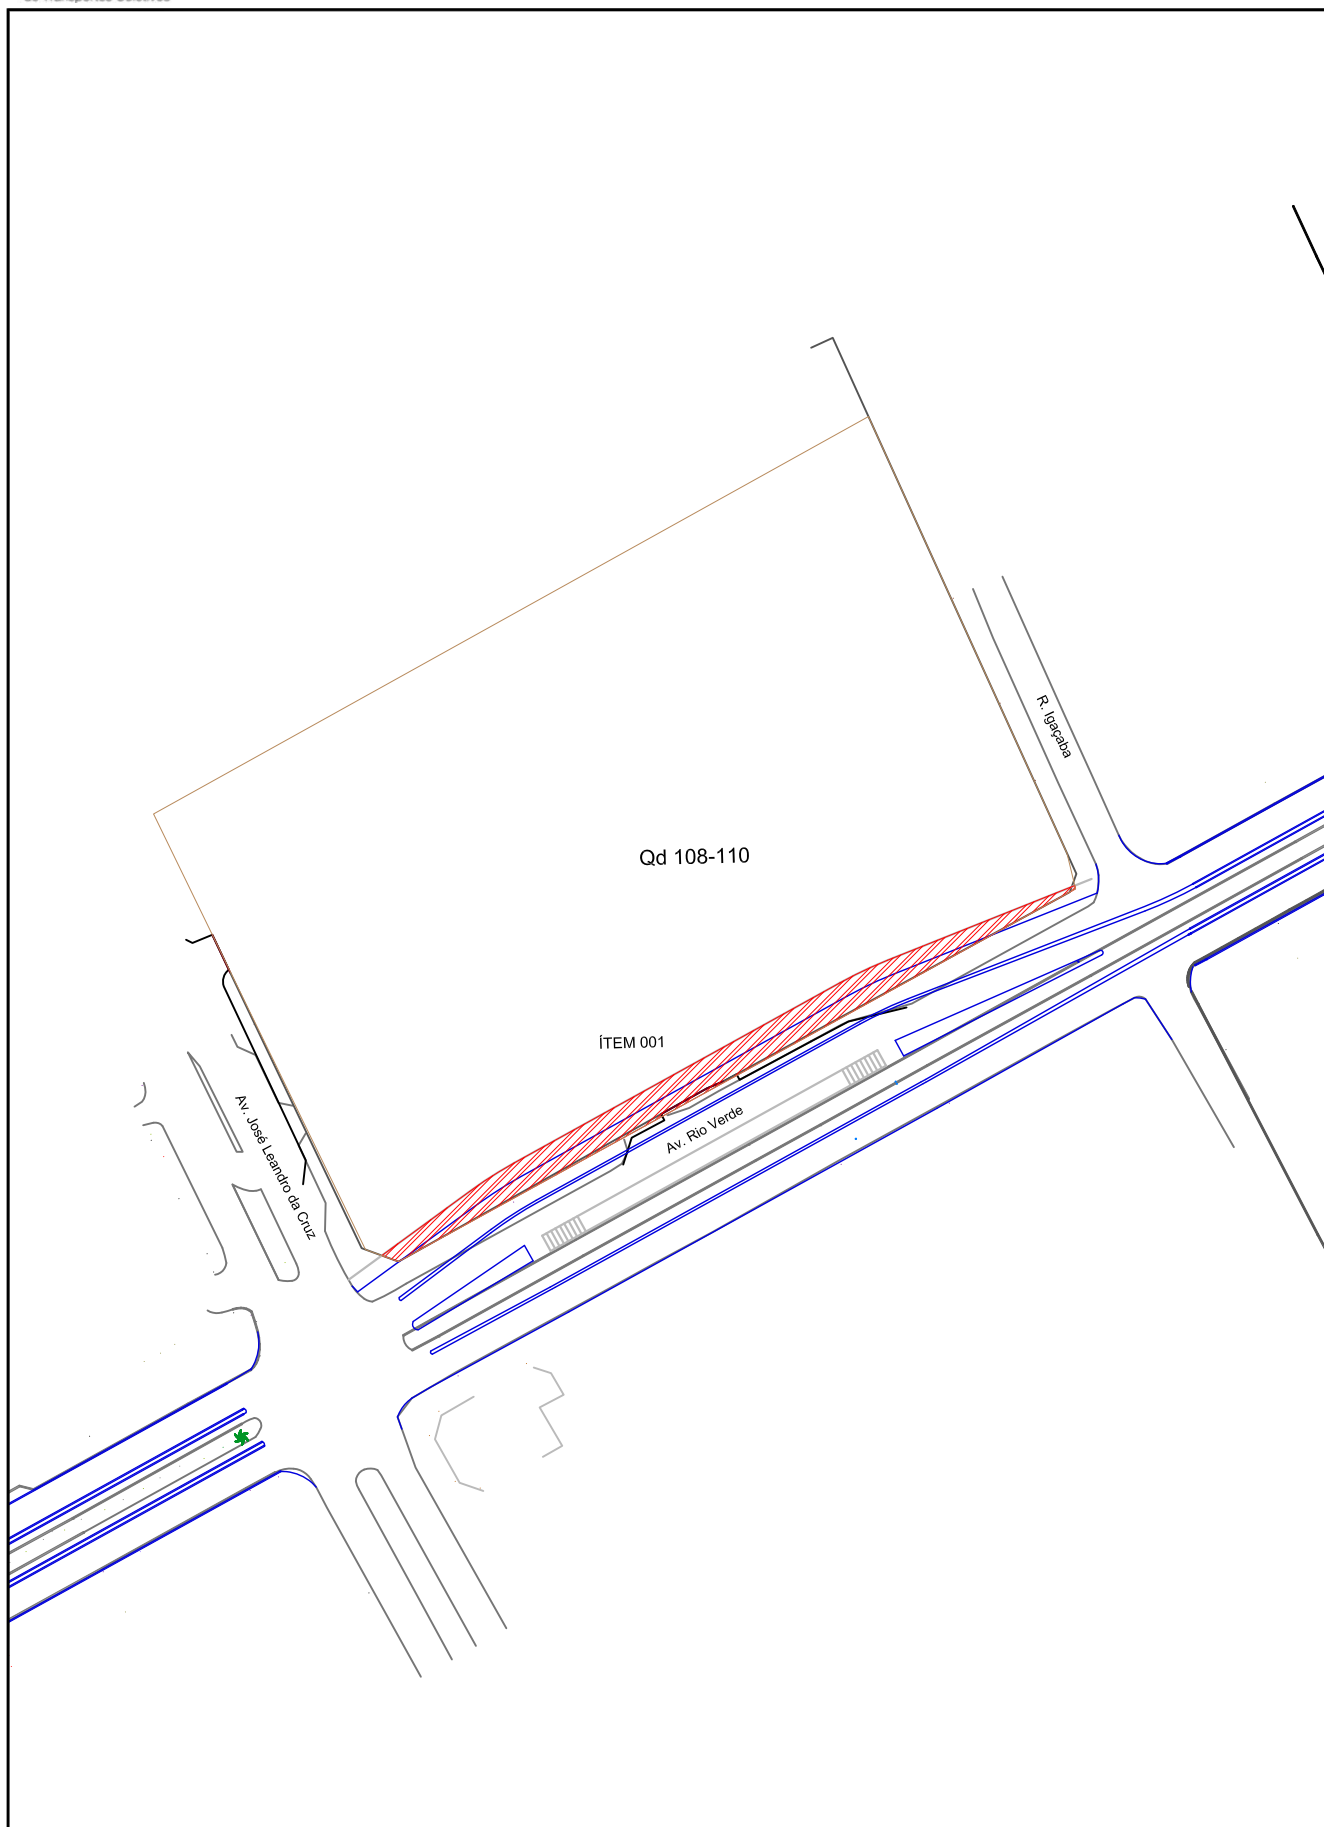 R. Igaçaba
Qd 108-110
ÍTEM 001
Av. Rio Verde
Av. José Leandro da Cruz